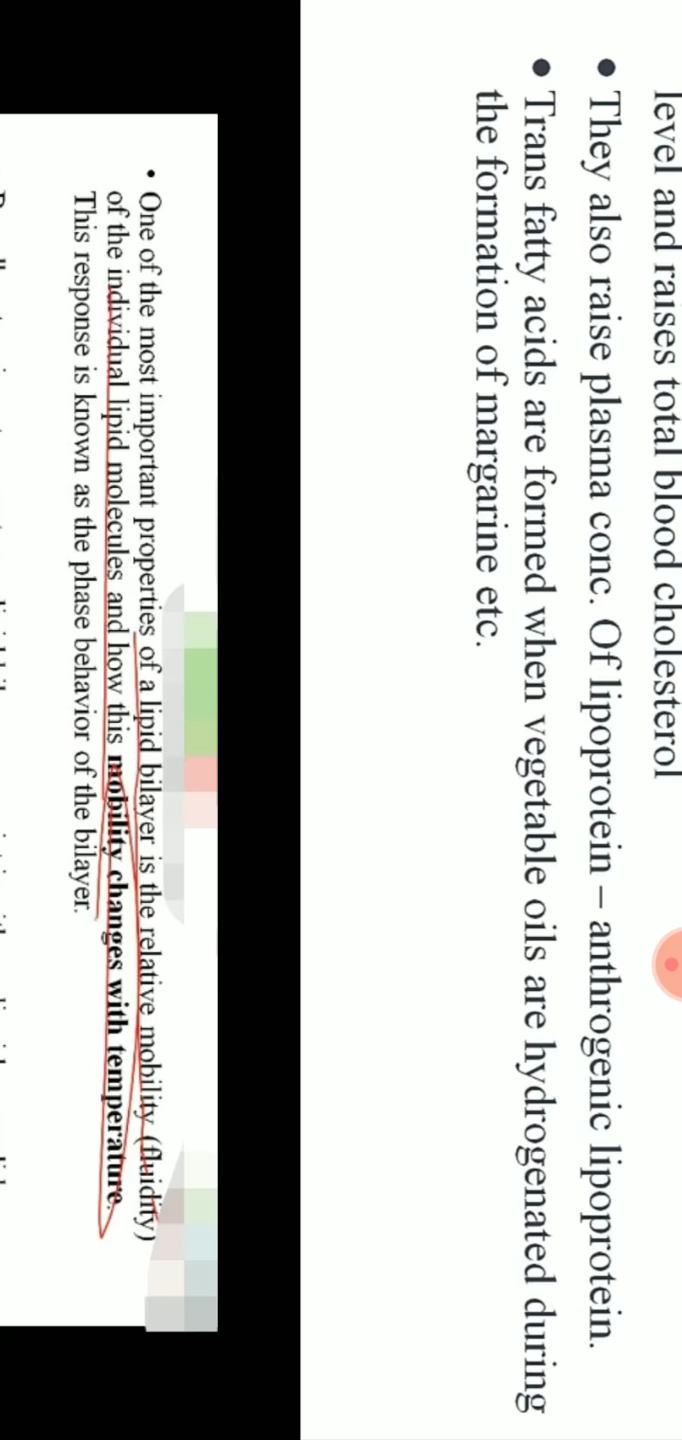 level and raises total blood cholesterol
• They also raise plasma conc. Of lipoprotein – anthrogenic lipoprotein.
• Trans fatty acids are formed when vegetable oils are hydrogenated during
the formation of margarine etc.
• One of the most important properties of a lipid bilayer is the relative mobility (fluidity)
of the individual lipid molecules and how this mobility changes with temperature.
This response is known as the phase behavior of the bilayer.